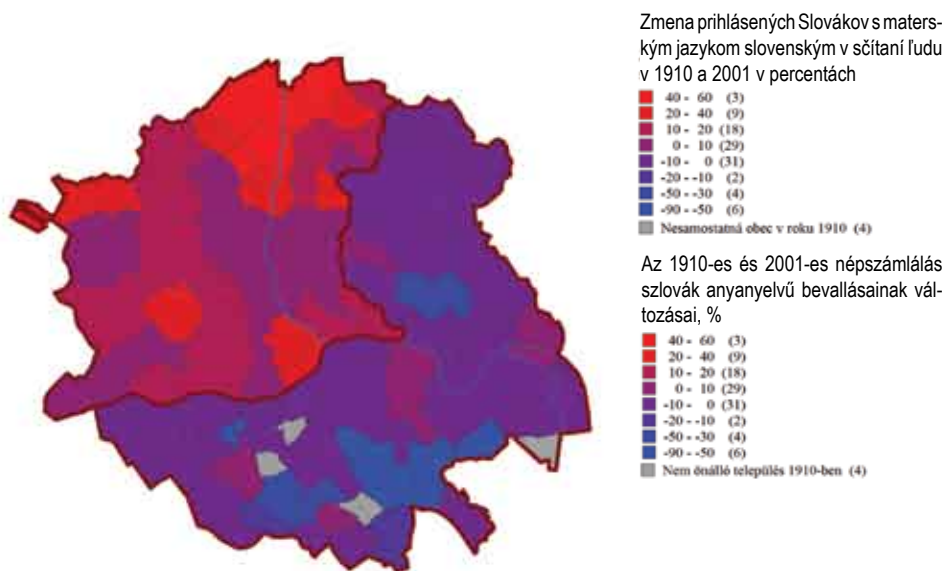 Zmena prihlásených Slovákov s maters-
kým jazykom slovenským v sčítaní ľudu
v 1910 a 2001 v percentách
40 - 60 (3)
20 - 40 (9)
10 - 20 (18)
0 - 10 (29)
-10 - 0 (31)
-20 - -10 (2)
-50 - -30 (4)
-90 - -50 (6)
Nesamostatná obec v roku 1910 (4)
Az 1910-es és 2001-es népszámlálás
szlovák anyanyelvű bevallásainak vál-
tozásai, %
40 - 60 (3)
20 - 40 (9)
10 - 20 (18)
0 - 10 (29)
-10 - 0 (31)
-20 - -10 (2)
-50 - -30 (4)
-90 - -50 (6)
Nem önálló település 1910-ben (4)